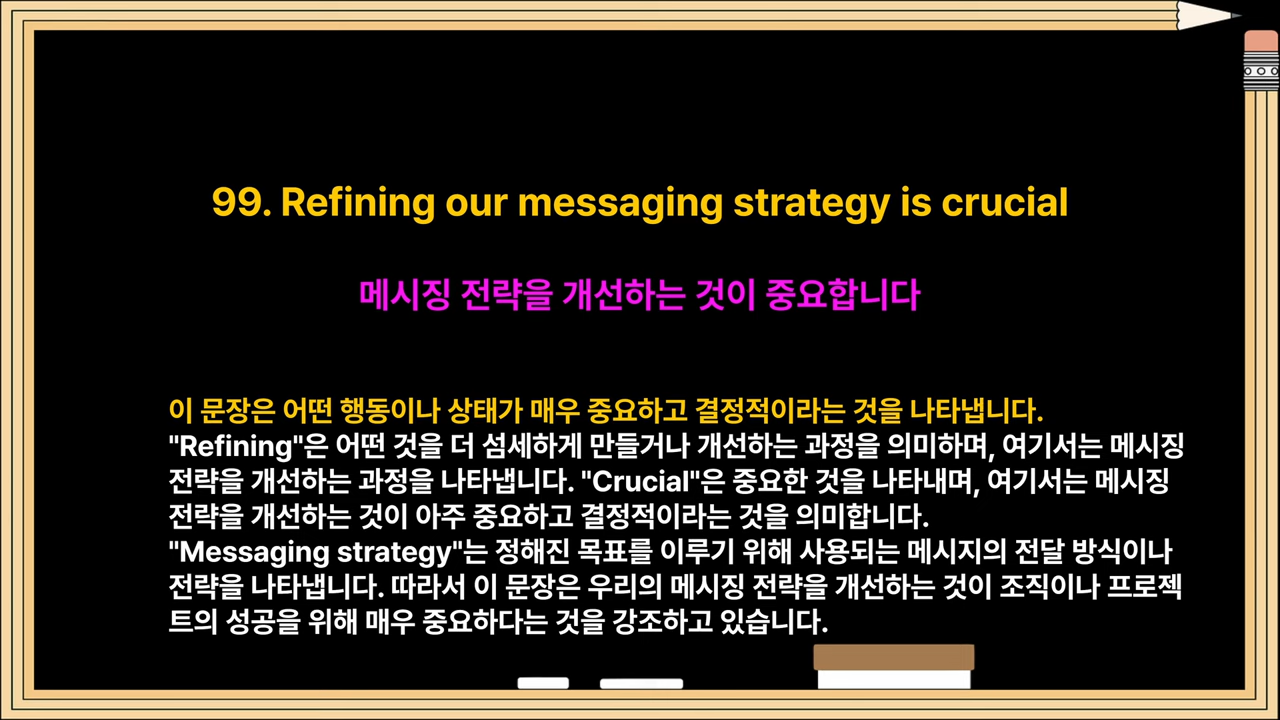 99. Refining our messaging strategy is crucial
메시징 전략을 개선하는 것이 중요합니다
이 문장은 어떤 행동이나 상태가 매우 중요하고 결정적이라는 것을 나타냅니다.
"Refining"은 어떤 것을 더 섬세하게 만들거나 개선하는 과정을 의미하며, 여기서는 메시징
전략을 개선하는 과정을 나타냅니다. "Crucial"은 중요한 것을 나타내며, 여기서는 메시징
전략을 개선하는 것이 아주 중요하고 결정적이라는 것을 의미합니다.
"Messaging strategy"는 정해진 목표를 이루기 위해 사용되는 메시지의 전달 방식이나
전략을 나타냅니다. 따라서 이 문장은 우리의 메시징 전략을 개선하는 것이 조직이나 프로젝
트의 성공을 위해 매우 중요하다는 것을 강조하고 있습니다.